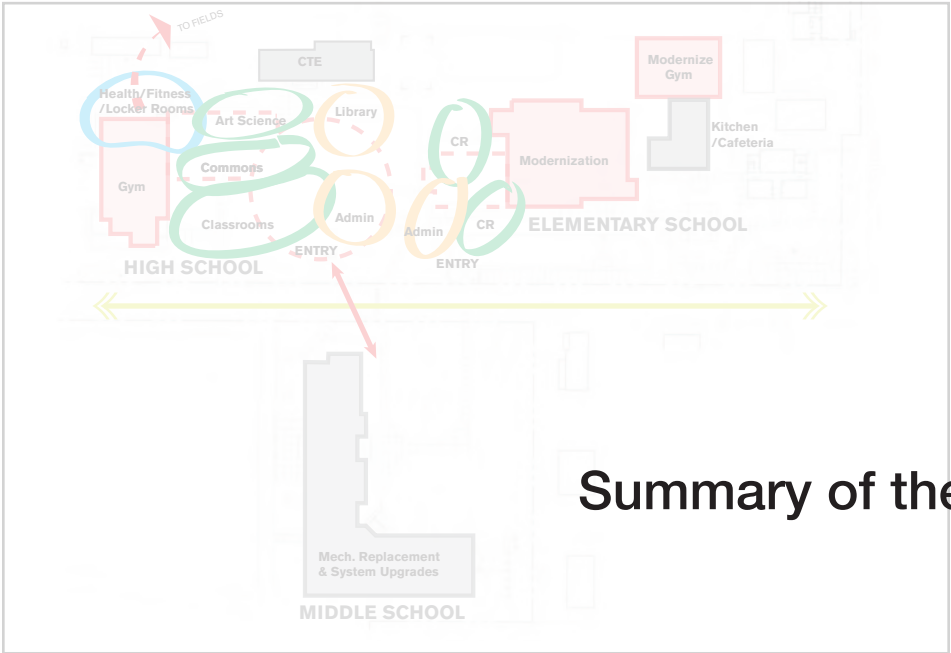 TO FIELDS
CTE
Modernize
Gym
Health/Fitness
/Locker Rooms
Library
Art Science
Kitchen
/Cafeteria
CR
Modernization
Commons
Gym
Classrooms
Admin
Admin
CR
ELEMENTARY SCHOOL
ENTRY
ENTRY
HIGH SCHOOL
Summary of the
Mech. Replacement
& System Upgrades
MIDDLE SCHOOL